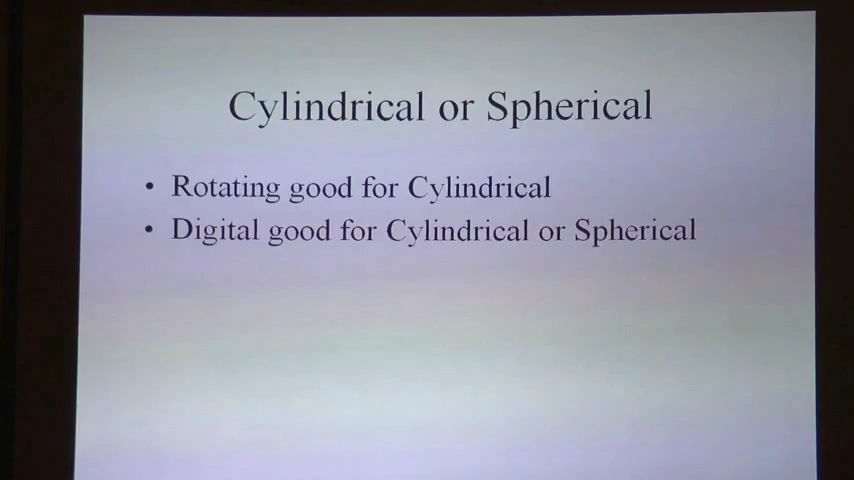 Cylindrical or Spherical
• Rotating good for Cylindrical
• Digital good for Cylindrical or Spherical